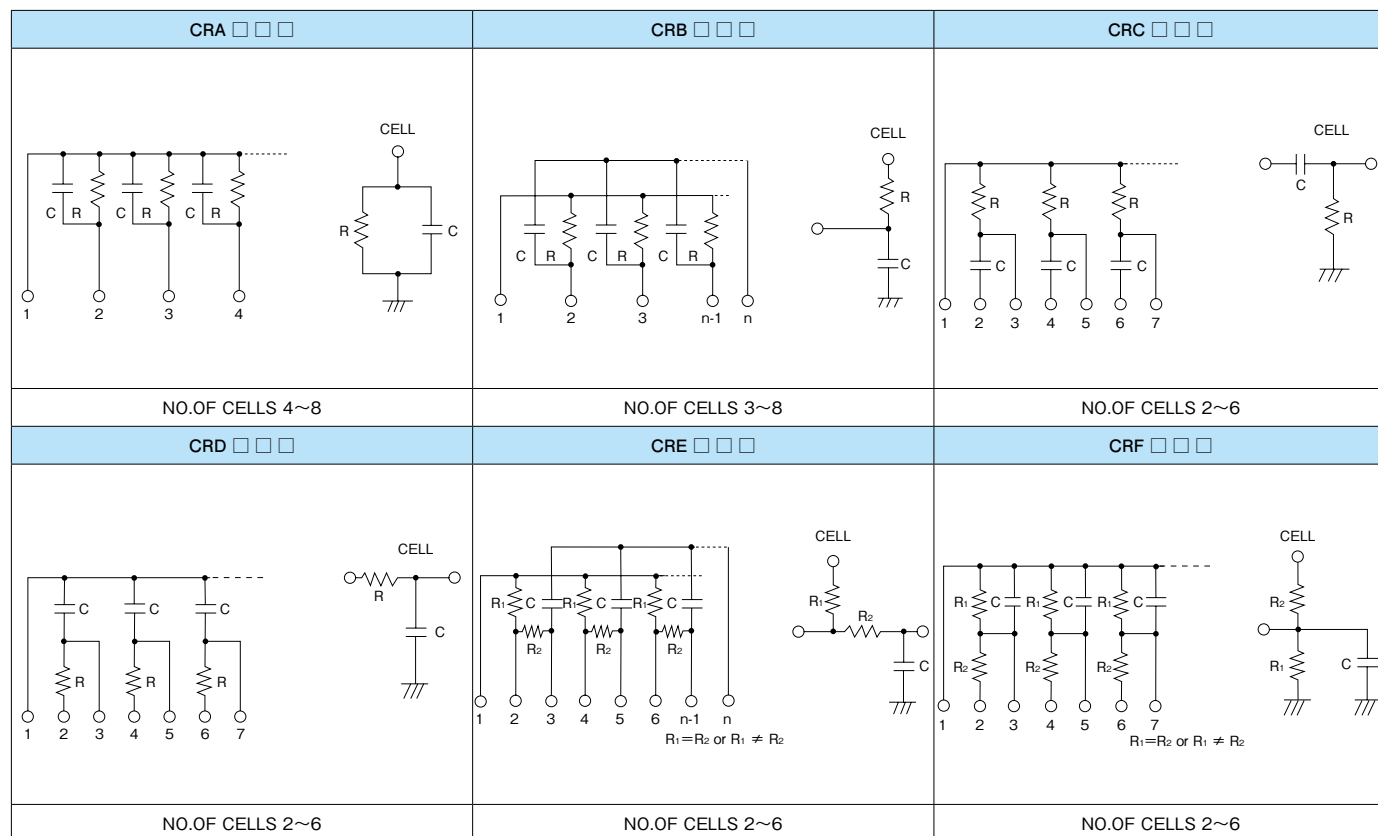 CRA □ □ □
CRB □ □ □
CRC □ □ □
CELL
C R C R C R
R C
1 2 3 4
CELL
R
C
C R C R C R
1 2 3 n-1 n
CELL
C
R
R R R
C C C
1 2 3 4 5 6 7
NO.OF CELLS 4~8
NO.OF CELLS 3~8
NO.OF CELLS 2~6
CRD □ □ □
CRE □ □ □
CRF □ □ □
CELL
R
C
C C C
R R R
1 2 3 4 5 6 7
CELL
R₁
R₂
C
R₁ C R₁ C R₁ C
R₂ R₂ R₂
1 2 3 4 5 6 n-1 n
R₁=R₂ or R₁ ≠ R₂
CELL
R₂
R₁ C
R₁ C R₁ C R₁ C
R₂ R₂ R₂
1 2 3 4 5 6 7
R₁=R₂ or R₁ ≠ R₂
NO.OF CELLS 2~6
NO.OF CELLS 2~6
NO.OF CELLS 2~6